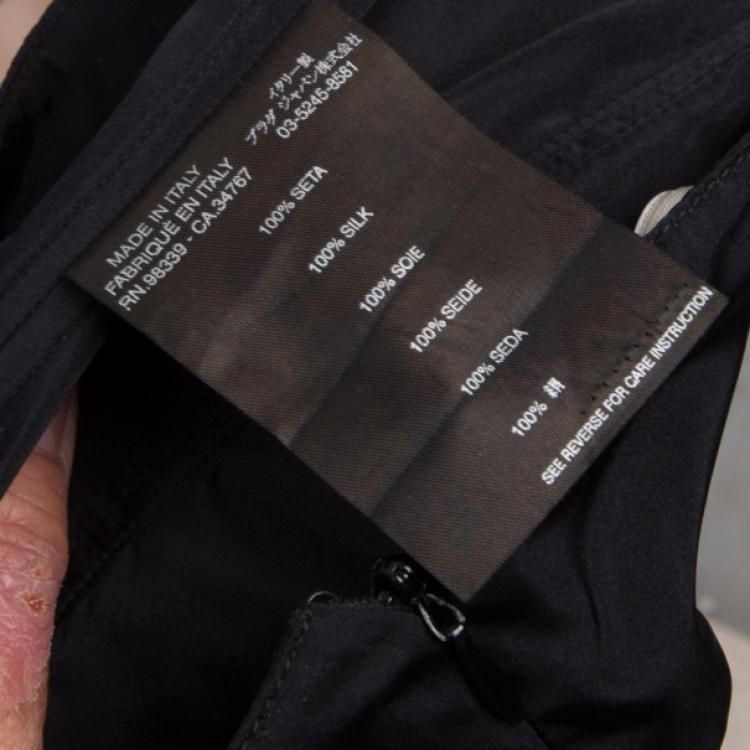 イタリー製
プラダ ジャパン株式会社
03-5245-8581
MADE IN ITALY
FABRIQUÉ EN ITALY
RN.98339 - CA.34767
100% SETA
100% SILK
100% SOIE
100% SEIDE
100% SEDA
100% 絹
SEE REVERSE FOR CARE INSTRUCTION